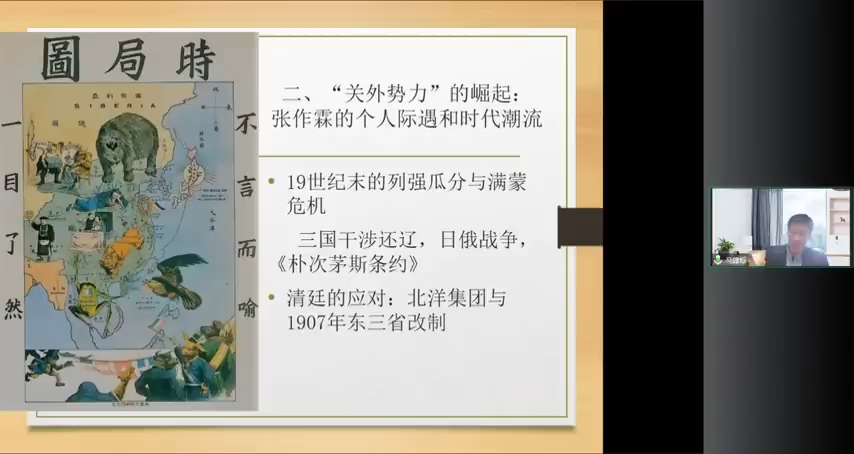 時局圖
不言而喻
一目了然
SIBERIA
二、“关外势力”的崛起：
张作霖的个人际遇和时代潮流
19世纪末的列强瓜分与满蒙
危机
三国干涉还辽，日俄战争，
《朴次茅斯条约》
清廷的应对：北洋集团与
1907年东三省改制